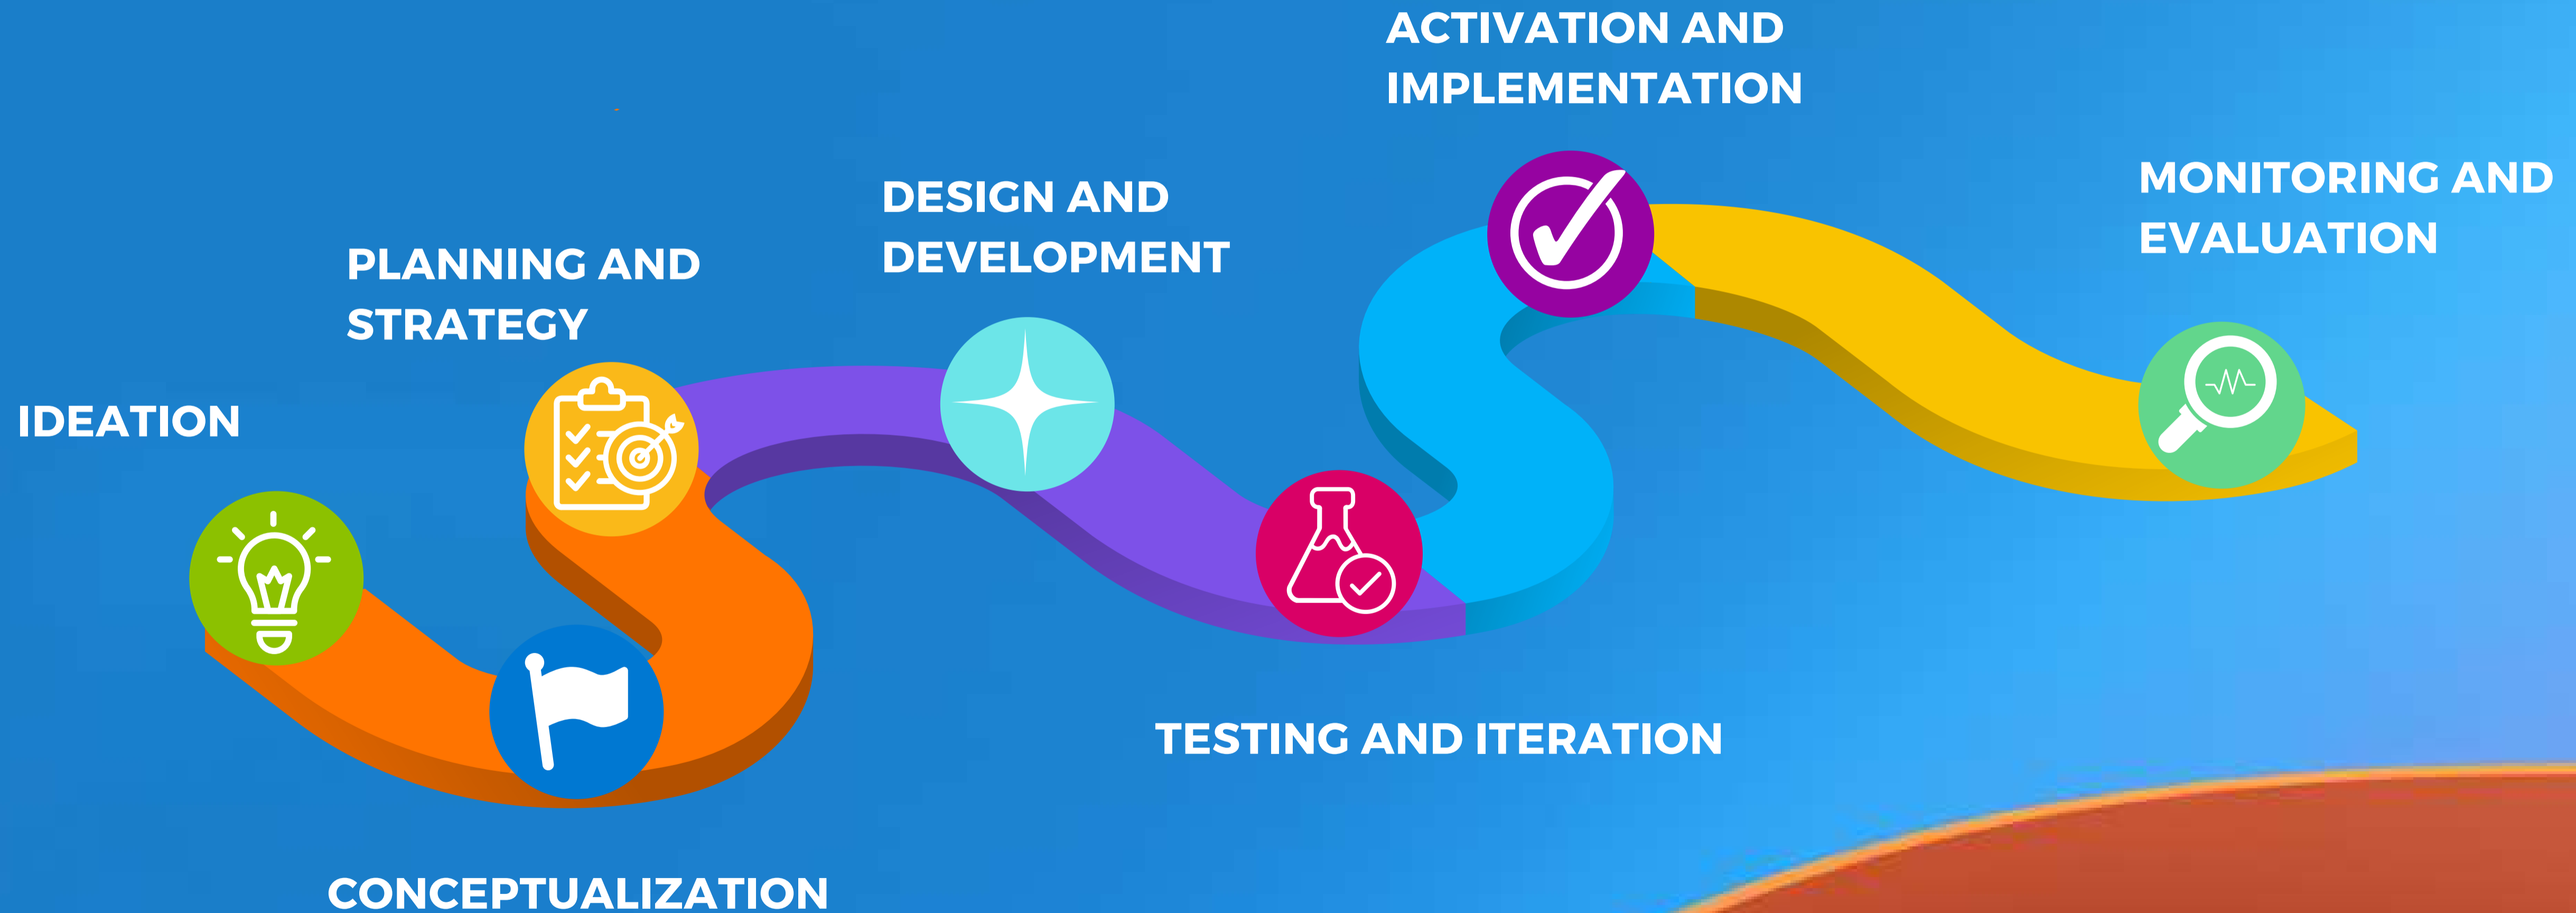 IDEATION
CONCEPTUALIZATION
PLANNING AND
STRATEGY
DESIGN AND
DEVELOPMENT
TESTING AND ITERATION
ACTIVATION AND
IMPLEMENTATION
MONITORING AND
EVALUATION